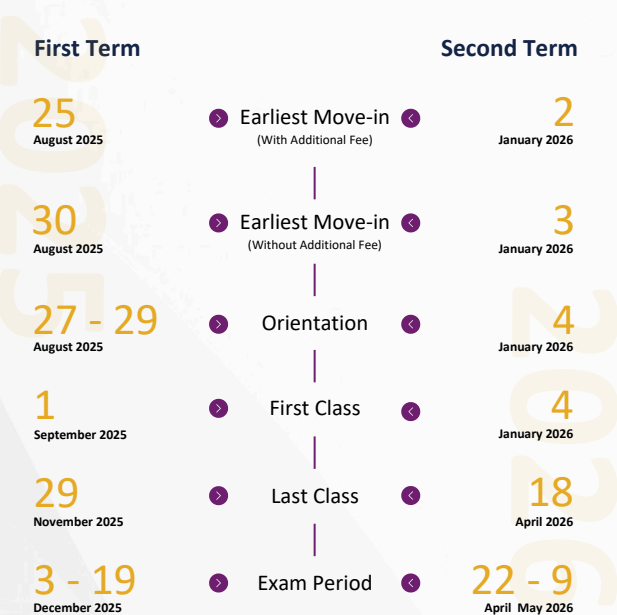 First Term
Second Term
25
August 2025
Earliest Move-in
(With Additional Fee)
2
January 2026
30
August 2025
Earliest Move-in
(Without Additional Fee)
3
January 2026
27 - 29
August 2025
Orientation
4
January 2026
1
September 2025
First Class
4
January 2026
29
November 2025
Last Class
18
April 2026
3 - 19
December 2025
Exam Period
22 - 9
April May 2026
2025
2026